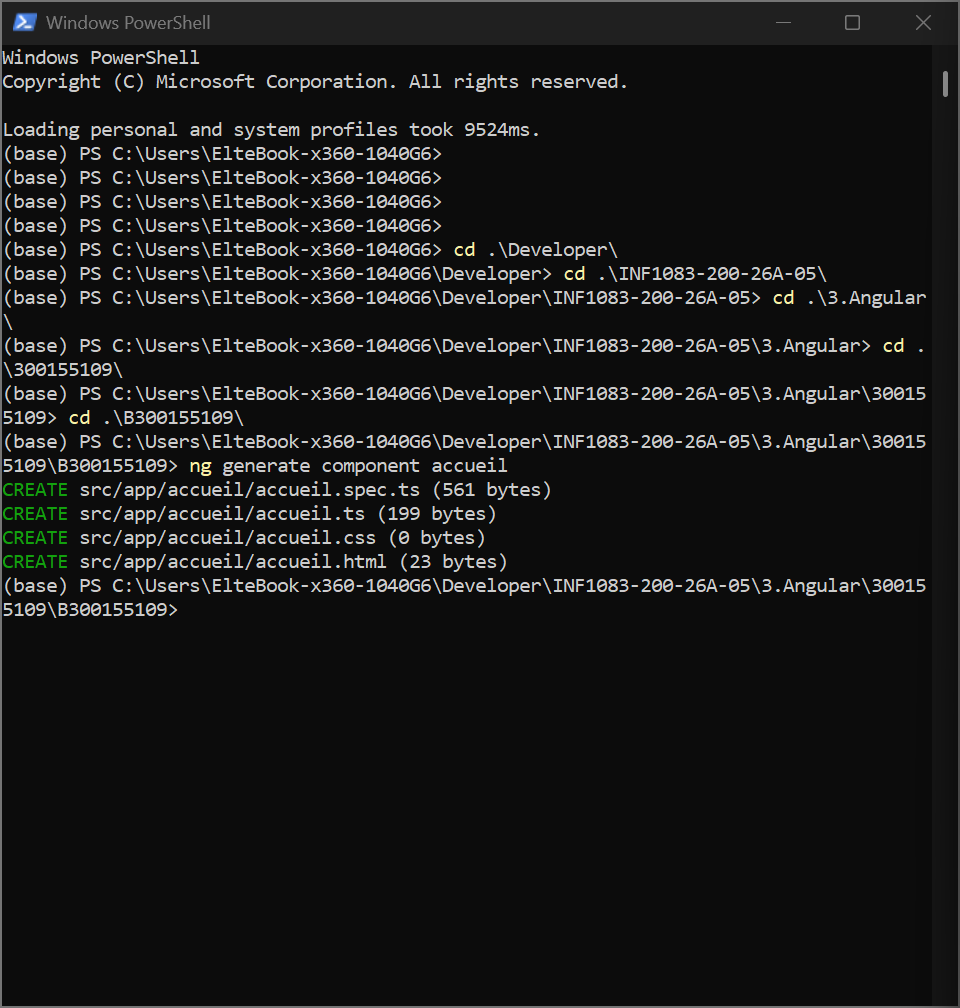 Windows PowerShell
Windows PowerShell
Copyright (C) Microsoft Corporation. All rights reserved.
Loading personal and system profiles took 9524ms.
(base) PS C:\Users\ElteBook-x360-1040G6>
(base) PS C:\Users\ElteBook-x360-1040G6>
(base) PS C:\Users\ElteBook-x360-1040G6>
(base) PS C:\Users\ElteBook-x360-1040G6>
(base) PS C:\Users\ElteBook-x360-1040G6> cd .\Developer\
(base) PS C:\Users\ElteBook-x360-1040G6\Developer> cd .\INF1083-200-26A-05\
(base) PS C:\Users\ElteBook-x360-1040G6\Developer\INF1083-200-26A-05> cd .\3.Angular
\
(base) PS C:\Users\ElteBook-x360-1040G6\Developer\INF1083-200-26A-05\3.Angular> cd .
\300155109\
(base) PS C:\Users\ElteBook-x360-1040G6\Developer\INF1083-200-26A-05\3.Angular\30015
5109> cd .\B300155109\
(base) PS C:\Users\ElteBook-x360-1040G6\Developer\INF1083-200-26A-05\3.Angular\30015
5109\B300155109> ng generate component accueil
CREATE src/app/accueil/accueil.spec.ts (561 bytes)
CREATE src/app/accueil/accueil.ts (199 bytes)
CREATE src/app/accueil/accueil.css (0 bytes)
CREATE src/app/accueil/accueil.html (23 bytes)
(base) PS C:\Users\ElteBook-x360-1040G6\Developer\INF1083-200-26A-05\3.Angular\30015
5109\B300155109>